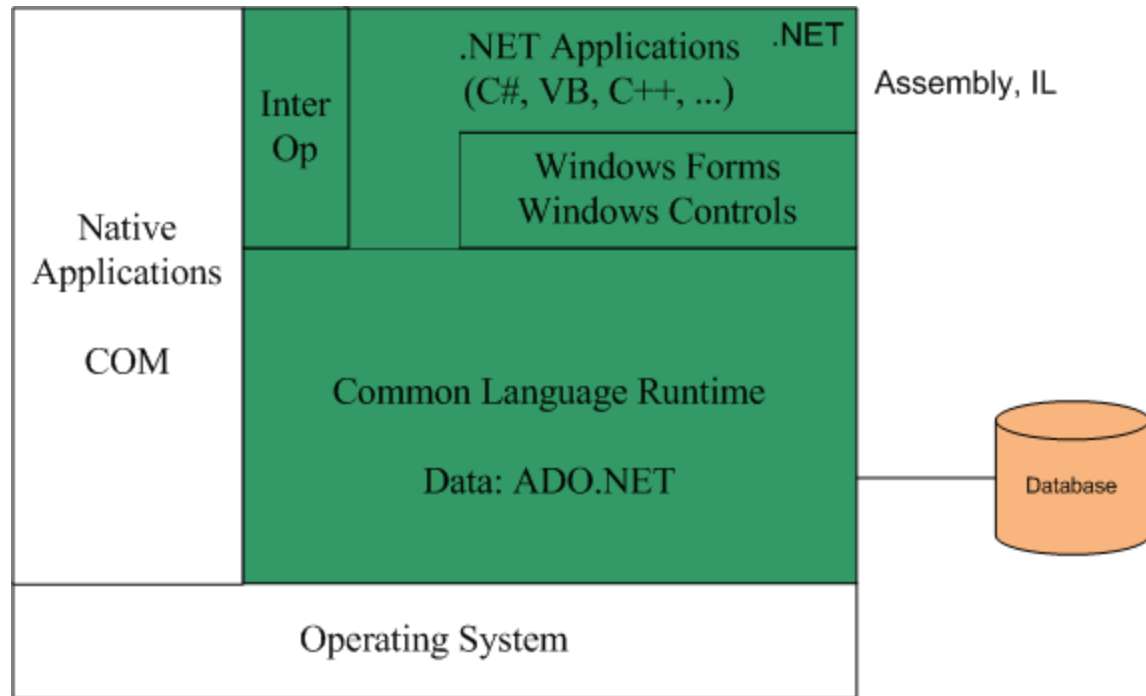 .NET
.NET Applications
(C#, VB, C++, ...)
Assembly, IL
Inter
Op
Windows Forms
Windows Controls
Native
Applications
COM
Common Language Runtime
Data: ADO.NET
Database
Operating System